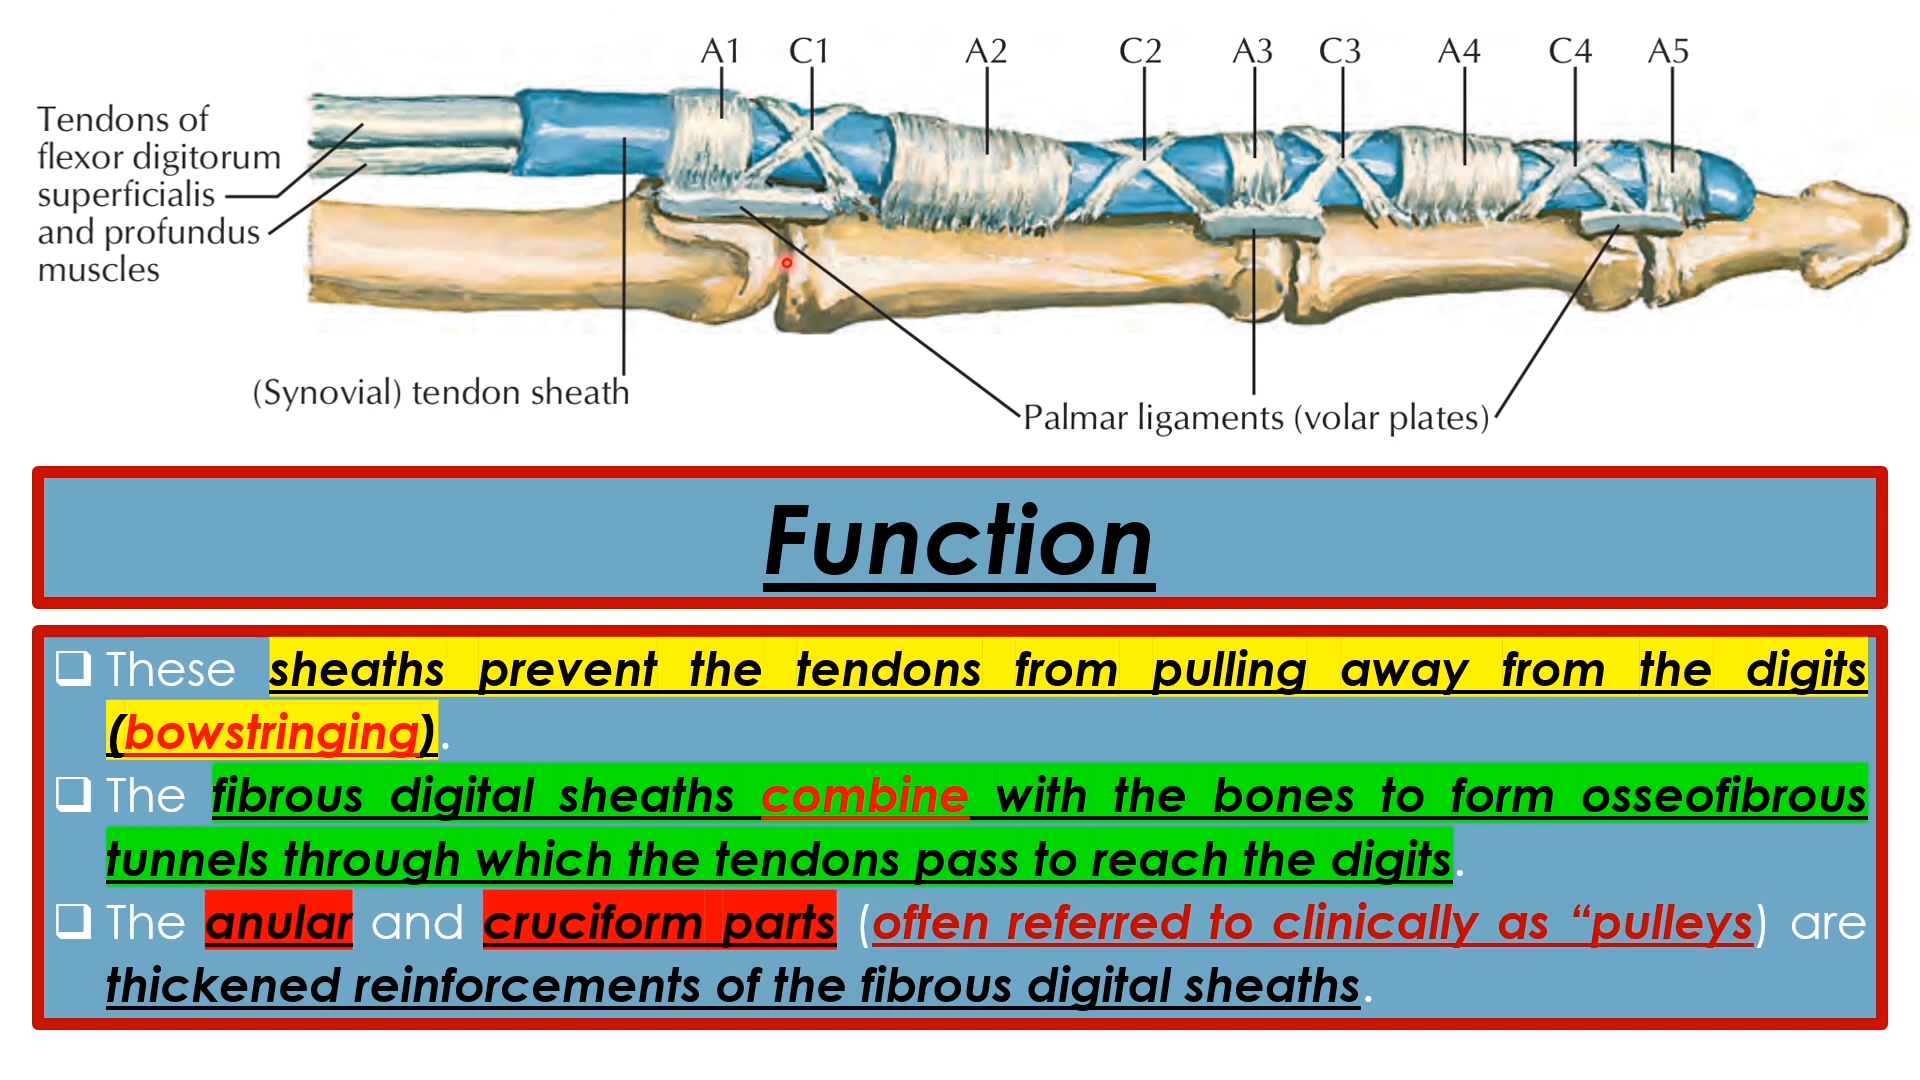 A1 C1 A2 C2 A3 C3 A4 C4 A5
Tendons of
flexor digitorum
superficialis
and profundus
muscles
(Synovial) tendon sheath
Palmar ligaments (volar plates)
Function
These sheaths prevent the tendons from pulling away from the digits
(bowstringing).
The fibrous digital sheaths combine with the bones to form osseofibrous
tunnels through which the tendons pass to reach the digits.
The anular and cruciform parts (often referred to clinically as “pulleys) are
thickened reinforcements of the fibrous digital sheaths.